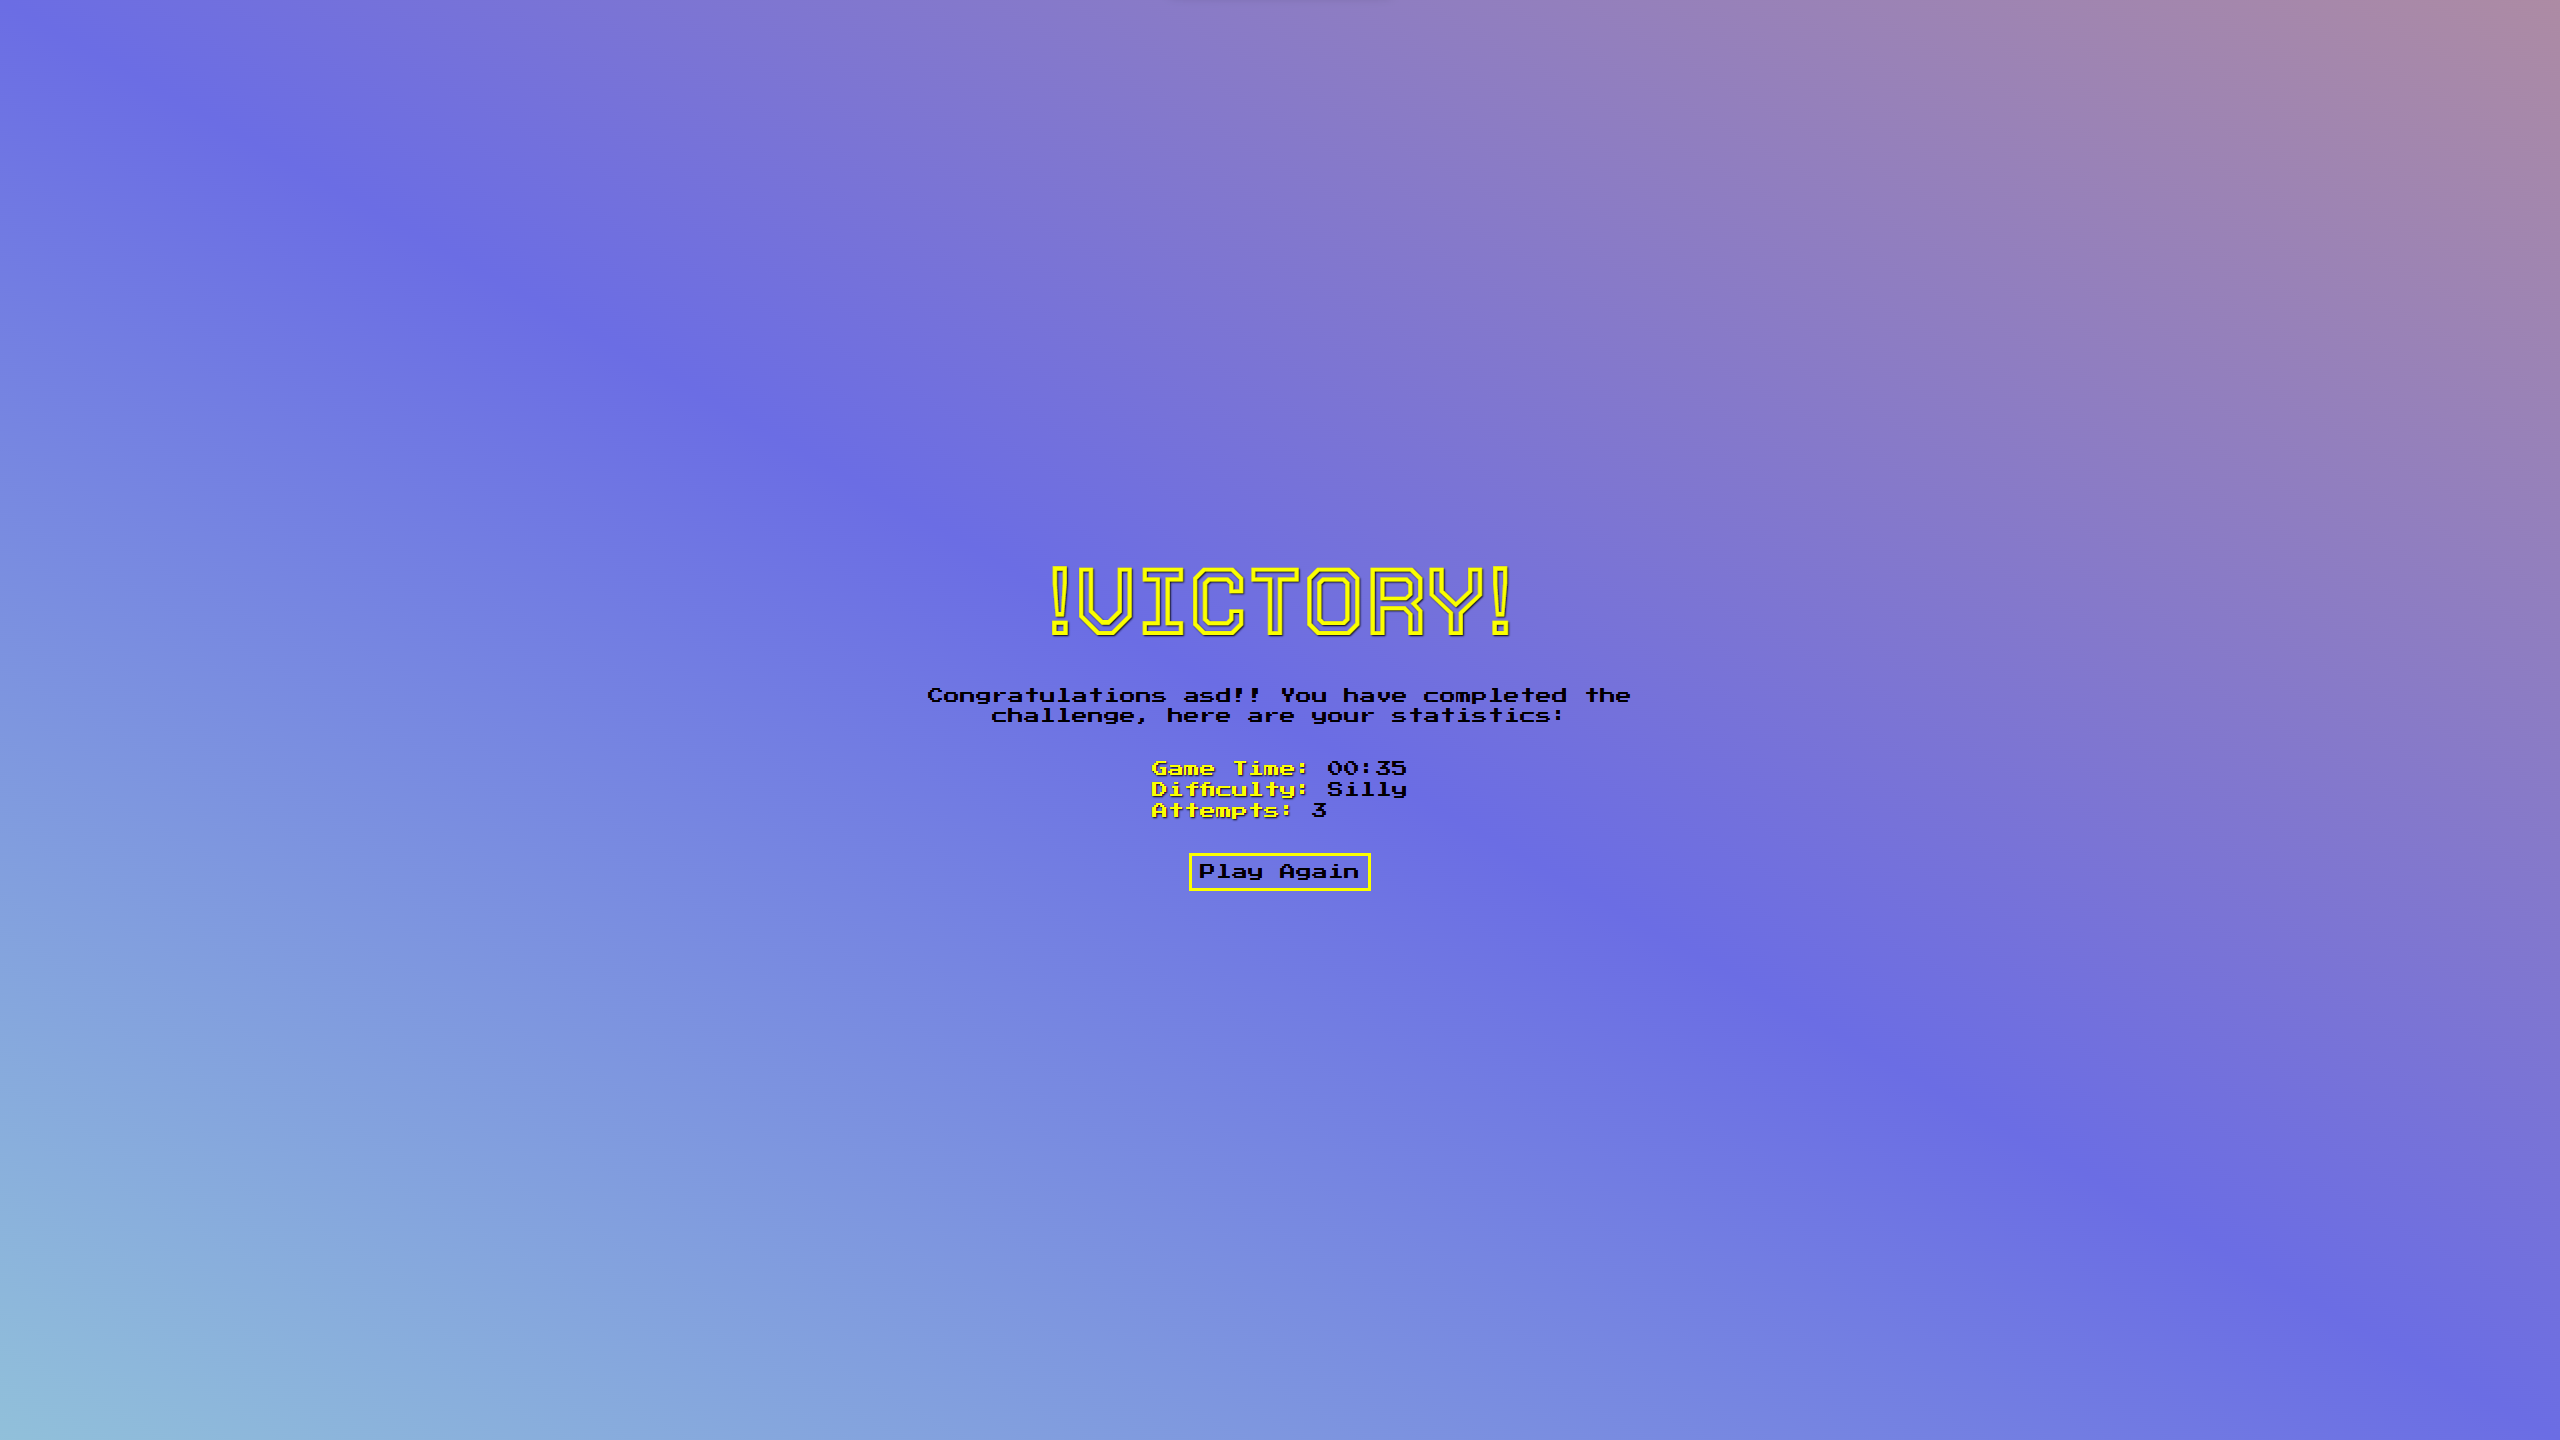 !VICTORY!
Congratulations asd!! You have completed the
challenge, here are your statistics:
Game Time: 00:35
Difficulty: Silly
Attempts: 3
Play Again